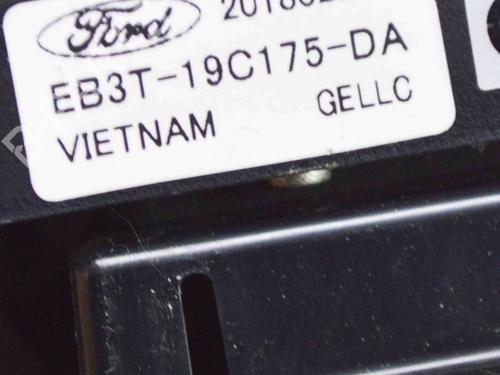 Ford
EB3T-19C175-DA
VIETNAM GELLC